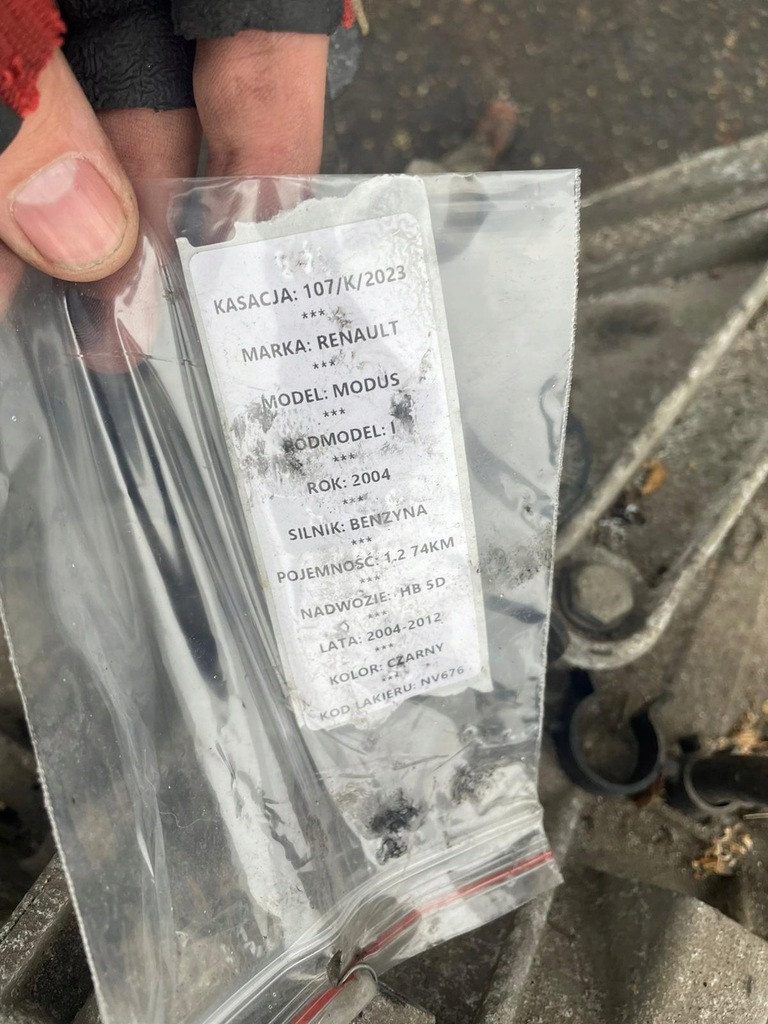 KASACJA: 107/K/2023
***
MARKA: RENAULT
***
MODEL: MODUS
***
PODMODEL: I
***
ROK: 2004
***
SILNIK: BENZYNA
***
POJEMNOŚĆ: 1.2 74KM
***
NADWOZIE: HB 5D
***
LATA: 2004-2012
***
KOLOR: CZARNY
***
KOD LAKIERU: NV676